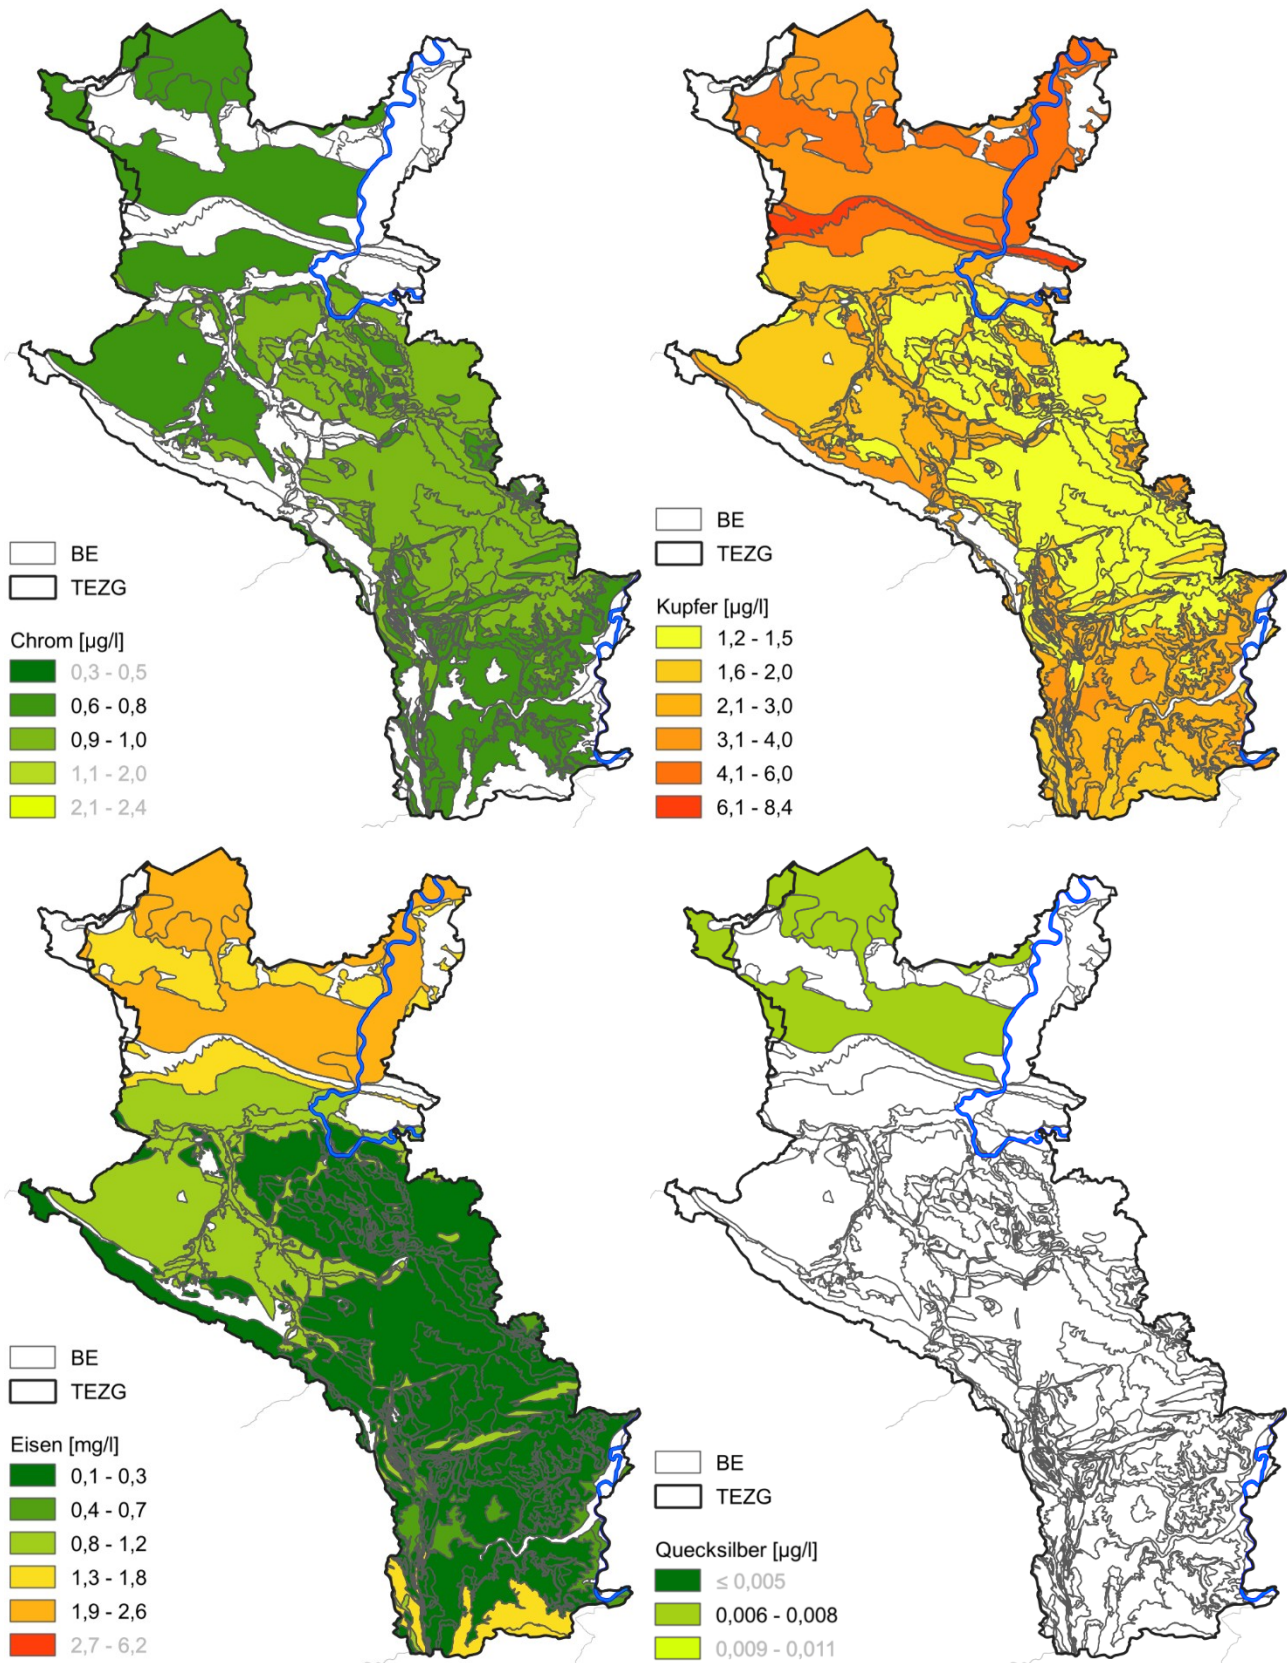 BE
TEZG
Chrom [µg/l]
0,3 - 0,5
0,6 - 0,8
0,9 - 1,0
1,1 - 2,0
2,1 - 2,4
BE
TEZG
Kupfer [µg/l]
1,2 - 1,5
1,6 - 2,0
2,1 - 3,0
3,1 - 4,0
4,1 - 6,0
6,1 - 8,4
BE
TEZG
Eisen [mg/l]
0,1 - 0,3
0,4 - 0,7
0,8 - 1,2
1,3 - 1,8
1,9 - 2,6
2,7 - 6,2
BE
TEZG
Quecksilber [µg/l]
≤ 0,005
0,006 - 0,008
0,009 - 0,011